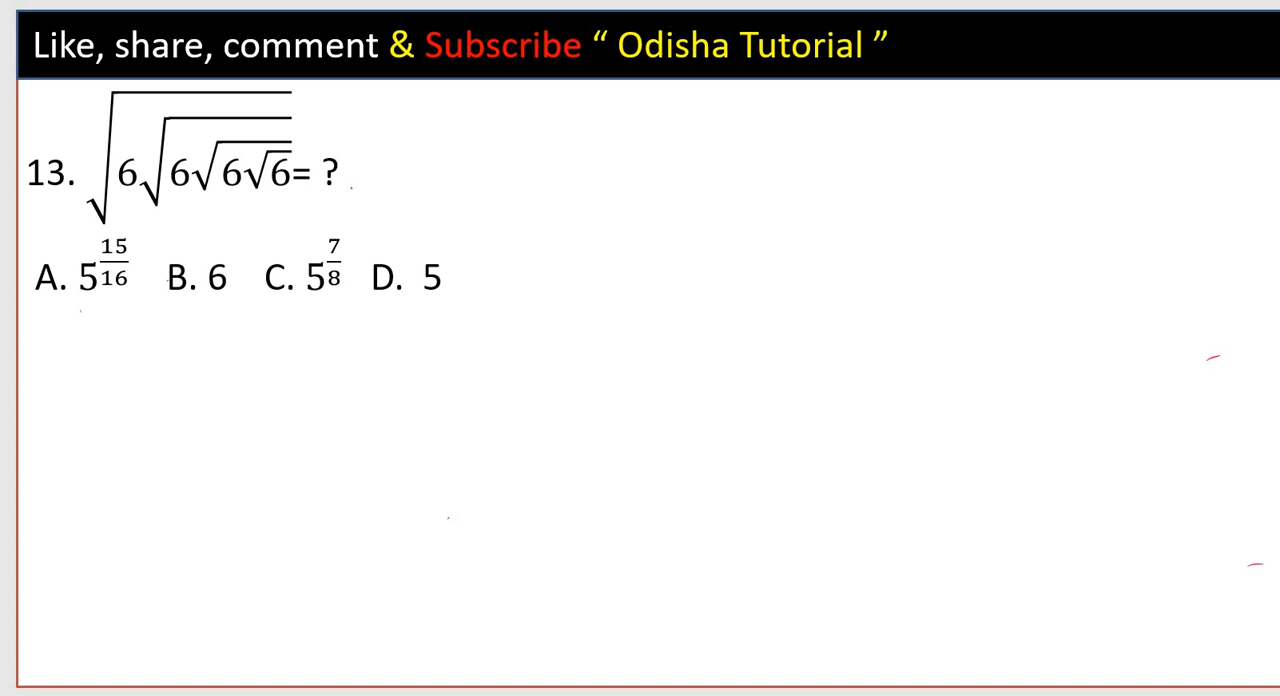 Like, share, comment & Subscribe “ Odisha Tutorial ”
13. √(6√(6√(6√6))) = ?
A. 5^(15/16) B. 6 C. 5^(7/8) D. 5